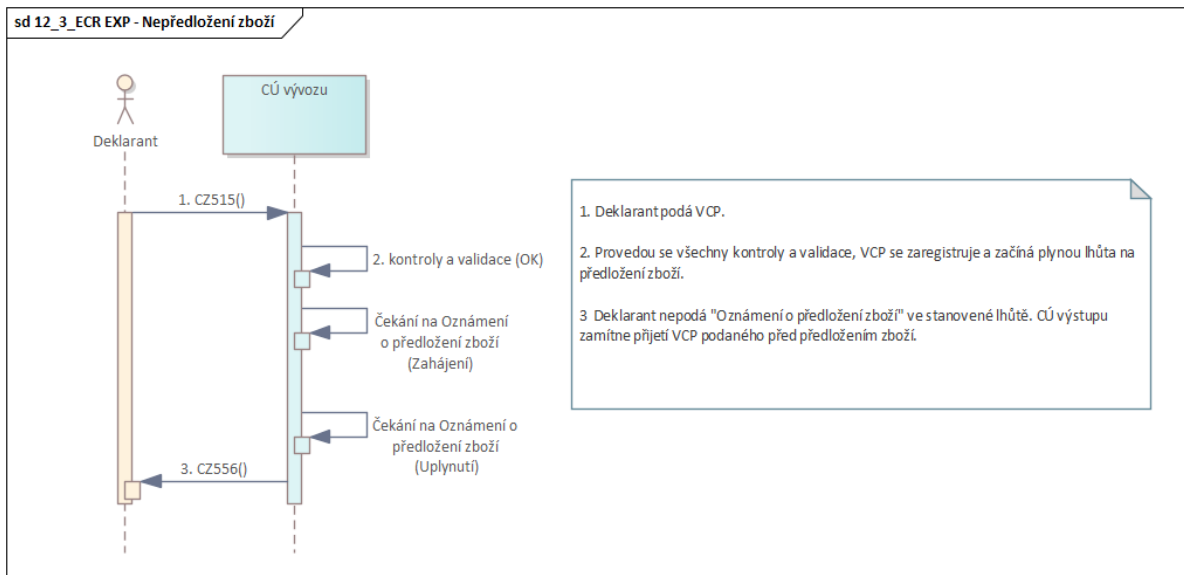 sd 12_3_ECR EXP - Nepředložení zboží
Deklarant
CÚ vývozu
1. CZ515()
2. kontroly a validace (OK)
Čekání na Oznámení
o předložení zboží
(Zahájení)
Čekání na Oznámení o
předložení zboží
(Uplynutí)
3. CZ556()
1. Deklarant podá VCP.
2. Provedou se všechny kontroly a validace, VCP se zaregistruje a začíná plynou lhůta na
předložení zboží.
3 Deklarant nepodá "Oznámení o předložení zboží" ve stanovené lhůtě. CÚ výstupu
zamítne přijetí VCP podaného před předložením zboží.